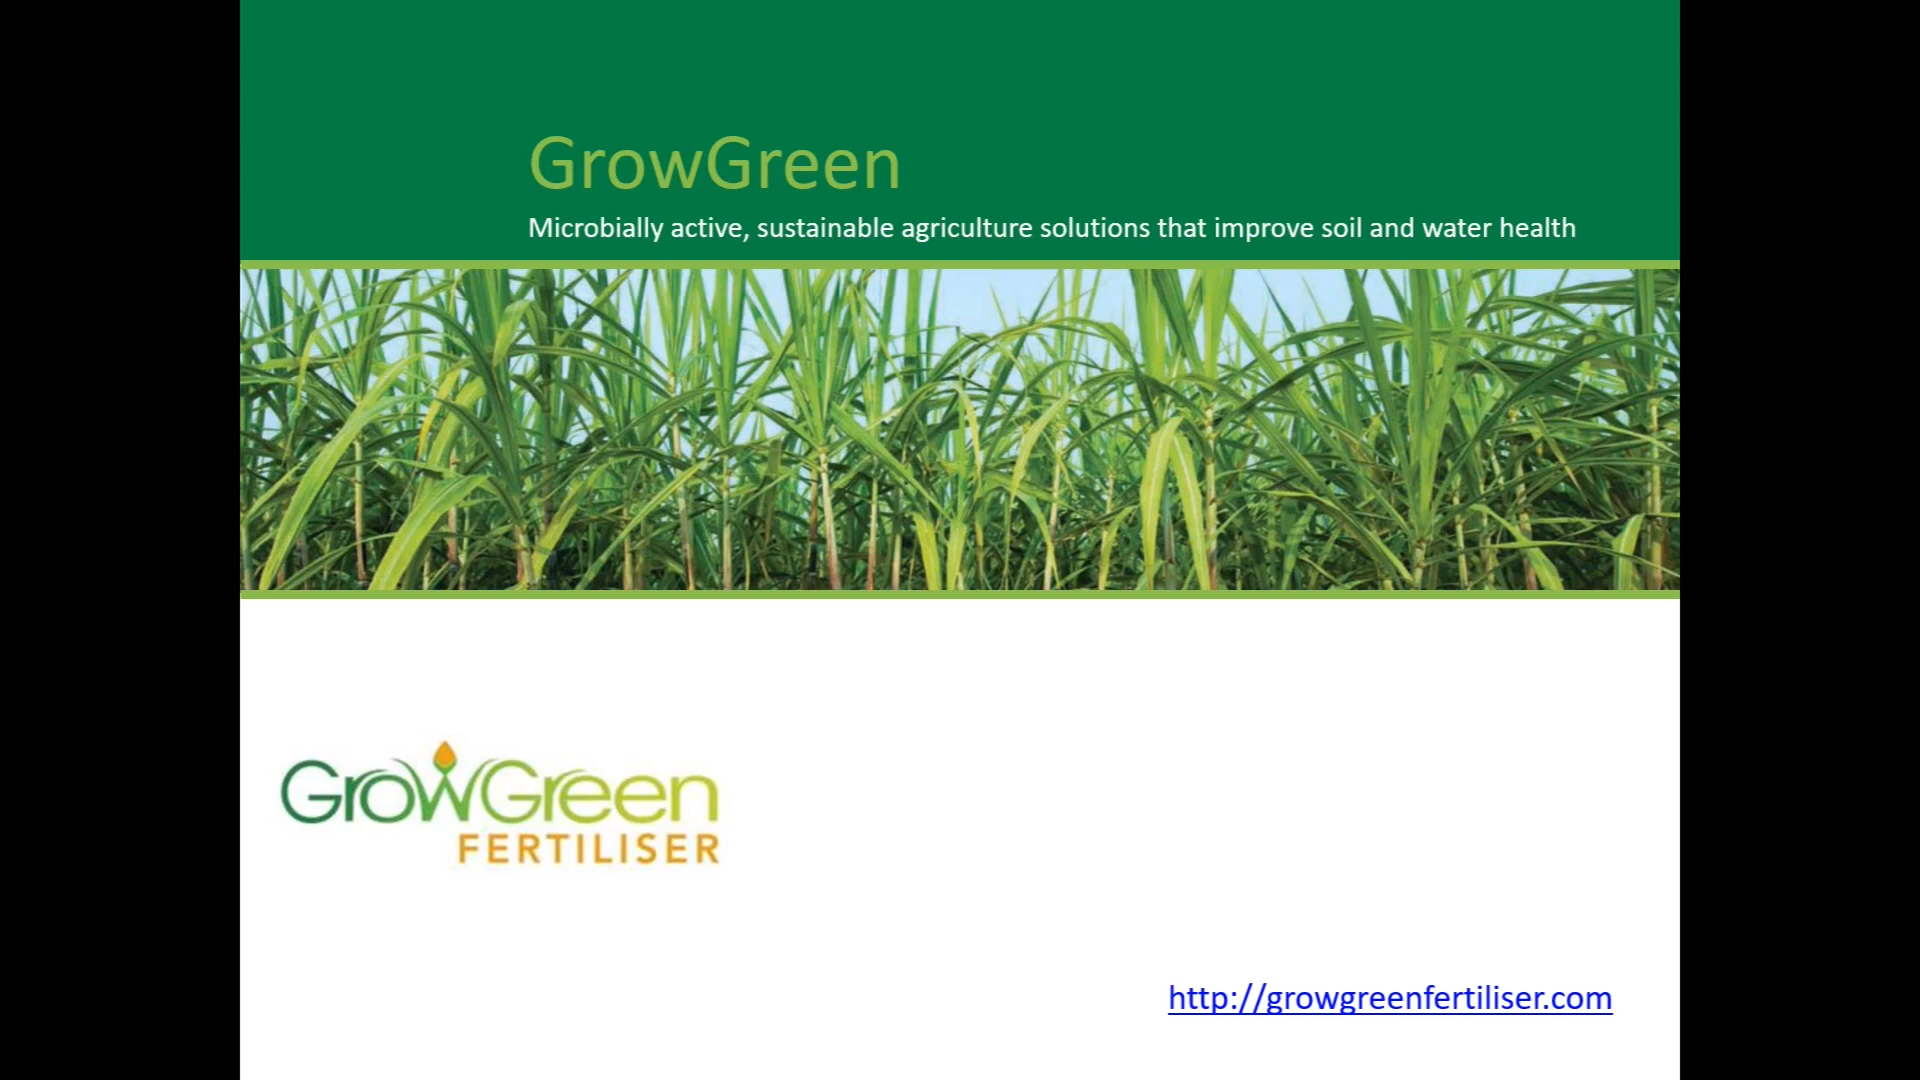 GrowGreen
Microbially active, sustainable agriculture solutions that improve soil and water health
GroWGreen
FERTILISER
http://growgreenfertiliser.com